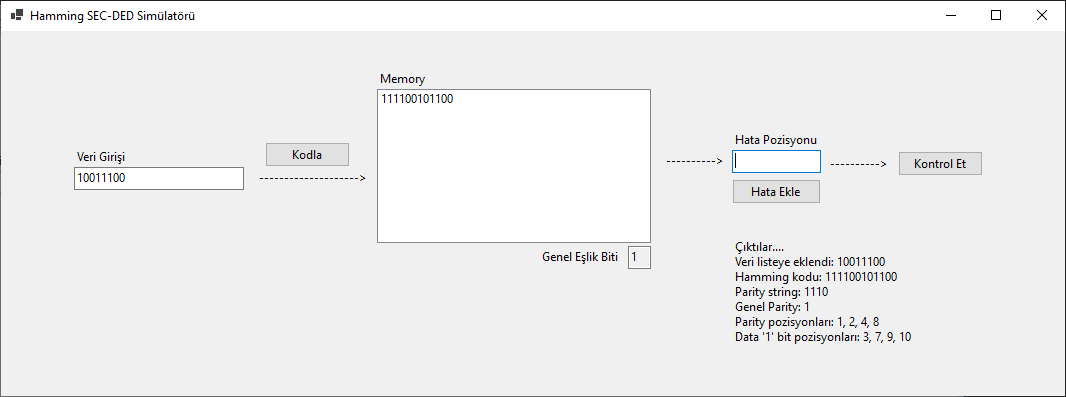 Hamming SEC-DED Simülatörü
Memory
111100101100
Veri Girişi
10011100
Kodla
-------------------->
Genel Eşlik Biti 1
---------->
Hata Pozisyonu
Hata Ekle
---------->
Kontrol Et
Çıktılar....
Veri listeye eklendi: 10011100
Hamming kodu: 111100101100
Parity string: 1110
Genel Parity: 1
Parity pozisyonları: 1, 2, 4, 8
Data '1' bit pozisyonları: 3, 7, 9, 10